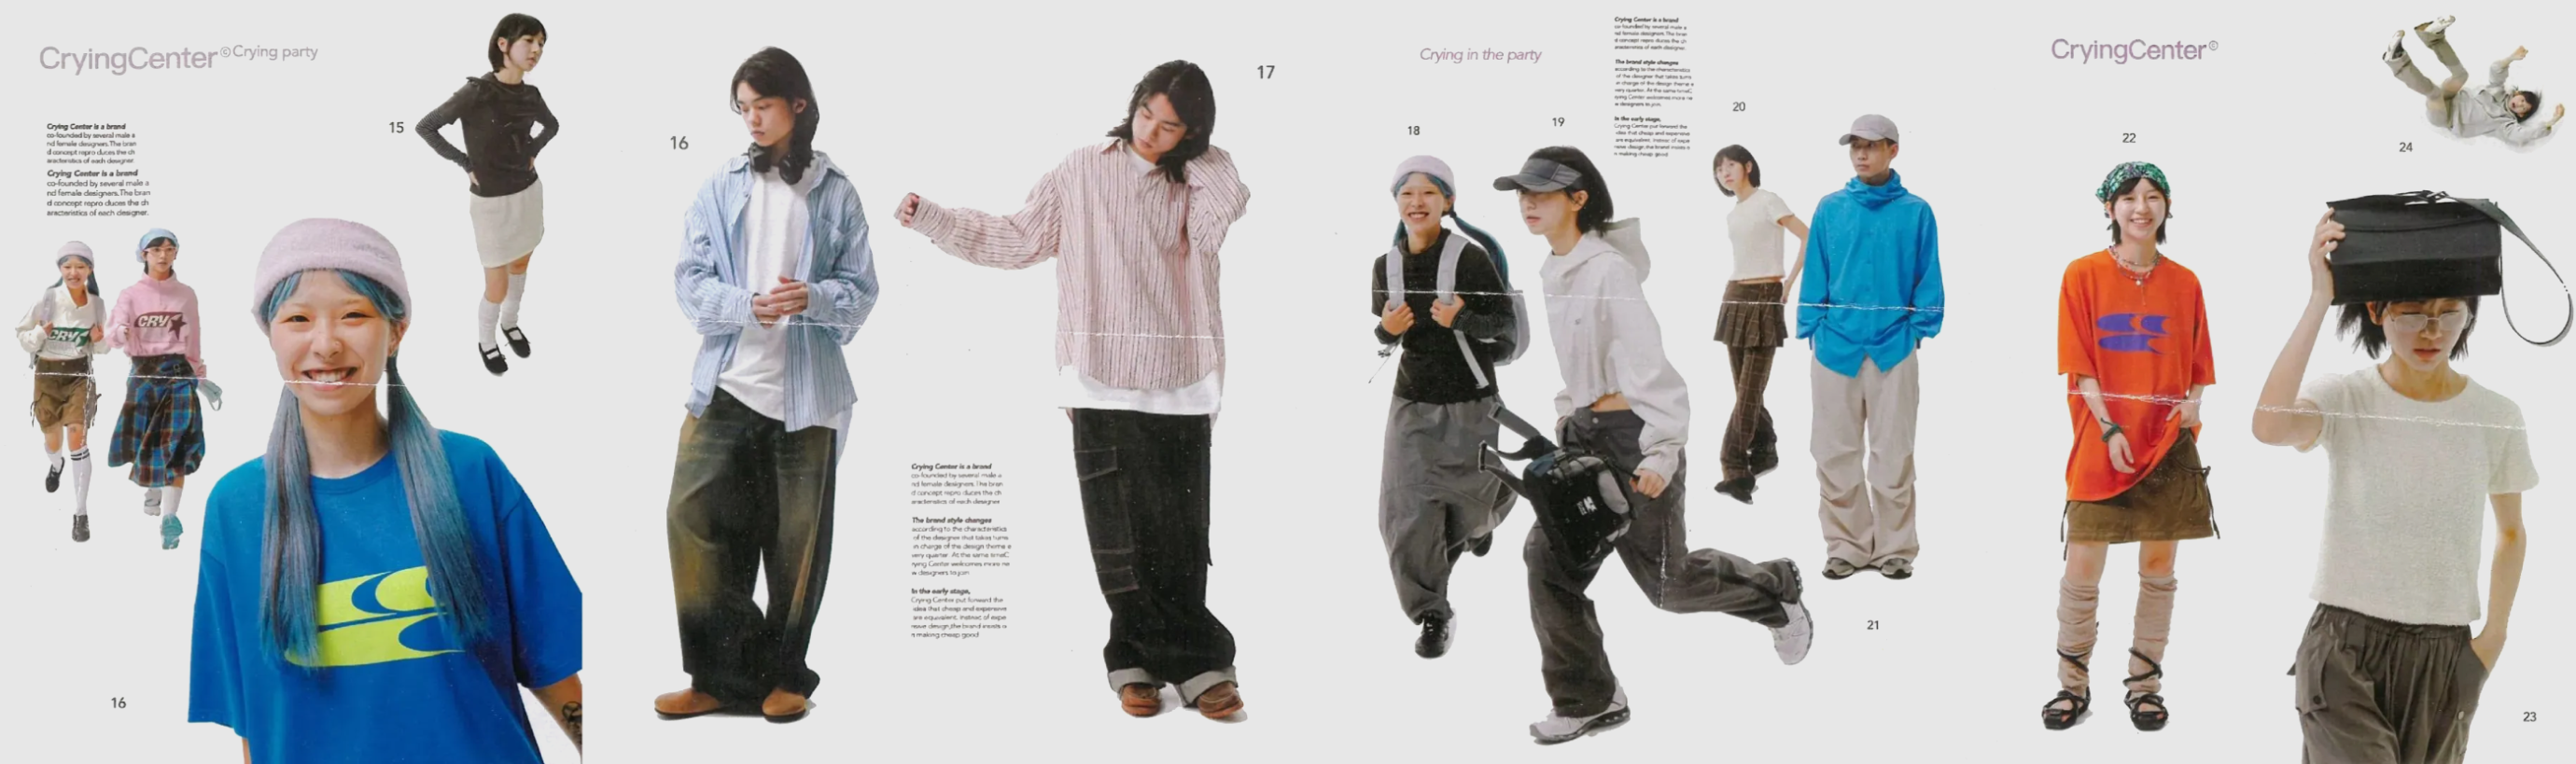 CryingCenter© Crying party
Crying Center is a brand
co-founded by several male a
nd female designers. The bran
d concept repro duces the ch
aracteristics of each designer.
Crying Center is a brand
co-founded by several male a
nd female designers. The bran
d concept repro duces the ch
aracteristics of each designer.
15
CRY
CRY
16
16
17
Crying Center is a brand
co-founded by several male a
nd female designers. The bran
d concept repro duces the ch
aracteristics of each designer
The brand style changes
according to the characteristics
of the designer that takes turns
in charge of the design theme e
very quarter. At the same timeC
rying Center welcomes more ne
w designers to join
In the early stage,
Crying Center put forward the
idea that cheap and expensive
are equivalent. Instead of expe
nsive design, the brand insists o
n making cheap good
Crying in the party
Crying Center is a brand
co-founded by several male a
nd female designers. The bran
d concept repro duces the ch
aracteristics of each designer.
The brand style changes
according to the characteristics
of the designer that takes turns
in charge of the design theme e
very quarter. At the same timeC
rying Center welcomes more ne
w designers to join.
In the early stage,
Crying Center put forward the
idea that cheap and expensive
are equivalent. Instead of expe
nsive design, the brand insists o
n making cheap good
18
19
20
21
CryingCenter©
22
24
23